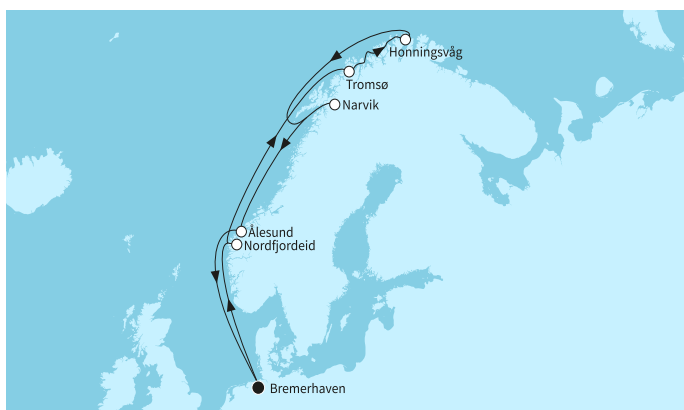 Honningsvåg
Tromsø
Narvik
Ålesund
Nordfjordeid
Bremerhaven